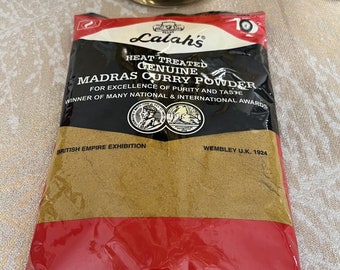 Lalah's
HEAT TREATED
GENUINE
MADRAS CURRY POWDER
FOR EXCELLENCE OF PURITY AND TASTE
WINNER OF MANY NATIONAL & INTERNATIONAL AWARDS
BRITISH EMPIRE EXHIBITION WEMBLEY U.K. 1924